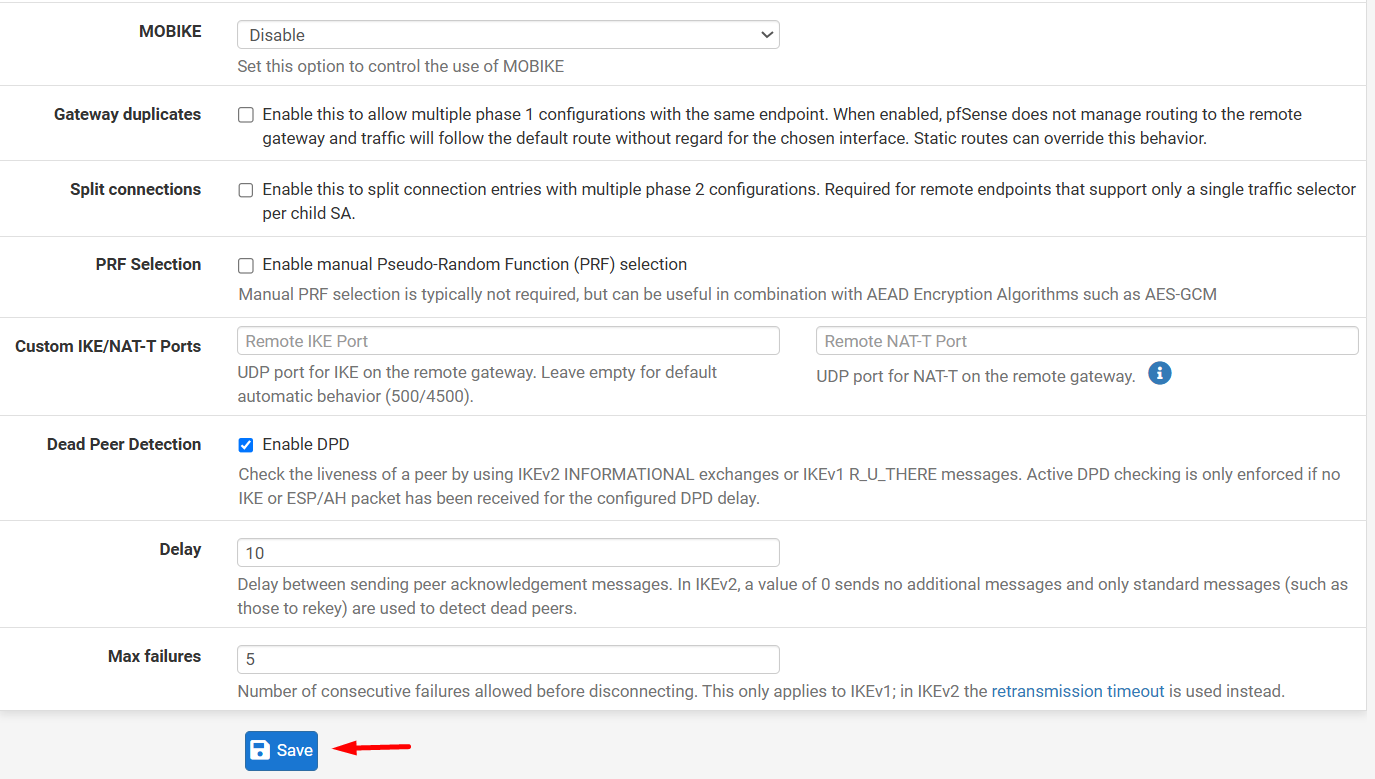 MOBIKE
Disable
Set this option to control the use of MOBIKE
Gateway duplicates
Enable this to allow multiple phase 1 configurations with the same endpoint. When enabled, pfSense does not manage routing to the remote
gateway and traffic will follow the default route without regard for the chosen interface. Static routes can override this behavior.
Split connections
Enable this to split connection entries with multiple phase 2 configurations. Required for remote endpoints that support only a single traffic selector
per child SA.
PRF Selection
Enable manual Pseudo-Random Function (PRF) selection
Manual PRF selection is typically not required, but can be useful in combination with AEAD Encryption Algorithms such as AES-GCM
Custom IKE/NAT-T Ports
Remote IKE Port
UDP port for IKE on the remote gateway. Leave empty for default
automatic behavior (500/4500).
Remote NAT-T Port
UDP port for NAT-T on the remote gateway.
Dead Peer Detection
Enable DPD
Check the liveness of a peer by using IKEv2 INFORMATIONAL exchanges or IKEv1 R_U_THERE messages. Active DPD checking is only enforced if no
IKE or ESP/AH packet has been received for the configured DPD delay.
Delay
10
Delay between sending peer acknowledgement messages. In IKEv2, a value of 0 sends no additional messages and only standard messages (such as
those to rekey) are used to detect dead peers.
Max failures
5
Number of consecutive failures allowed before disconnecting. This only applies to IKEv1; in IKEv2 the retransmission timeout is used instead.
Save